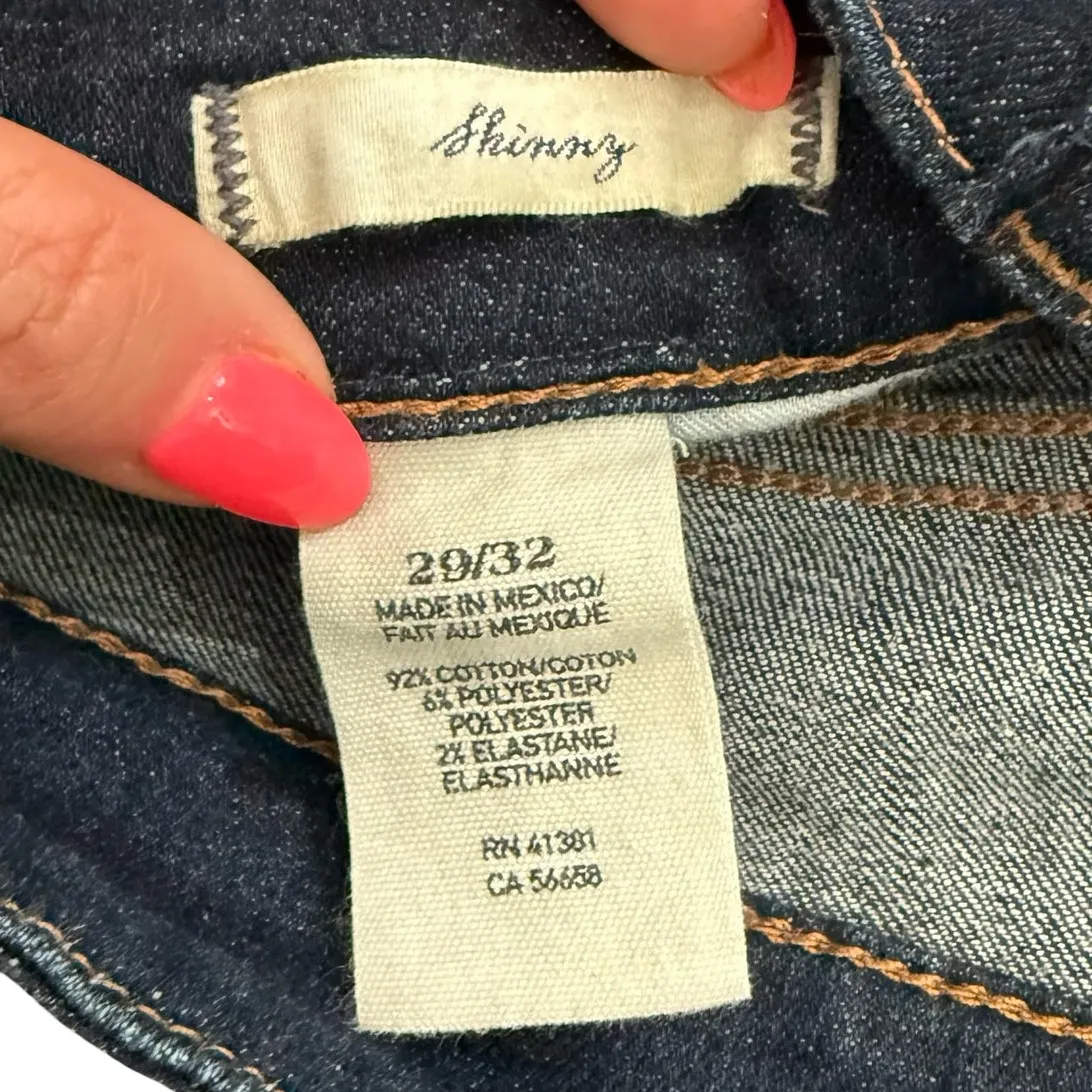 Skinny
29/32
MADE IN MEXICO/
FAIT AU MEXIQUE
92% COTTON/COTON
6% POLYESTER/
POLYESTER
2% ELASTANE/
ELASTHANNE
RN 41381
CA 56658